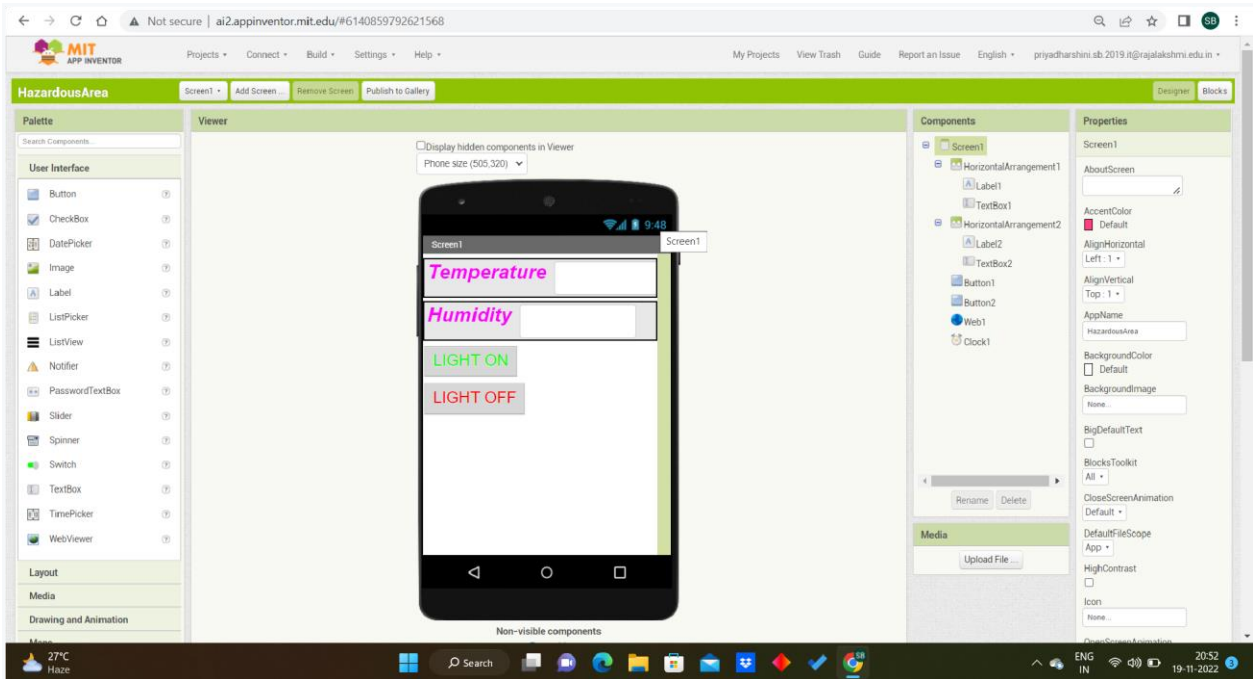 Not secure | ai2.appinventor.mit.edu/#6140859792621568
SB
MIT
APP INVENTOR
Projects Connect Build Settings Help
My Projects View Trash Guide Report an Issue English priyadharshini.sb.2019.it@rajalakshmi.edu.in
HazardousArea
Screen1 Add Screen ... Remove Screen Publish to Gallery
Designer Blocks
Palette
Search Components...
User Interface
Button
CheckBox
DatePicker
Image
Label
ListPicker
ListView
Notifier
PasswordTextBox
Slider
Spinner
Switch
TextBox
TimePicker
WebViewer
Layout
Media
Drawing and Animation
Maps
Viewer
Display hidden components in Viewer
Phone size (505,320)
9:48
Screen1
Screen1
Temperature
Humidity
LIGHT ON
LIGHT OFF
Non-visible components
Components
Screen1
HorizontalArrangement1
Label1
TextBox1
HorizontalArrangement2
Label2
TextBox2
Button1
Button2
Web1
Clock1
Rename Delete
Media
Upload File ...
Properties
Screen1
AboutScreen
AccentColor
Default
AlignHorizontal
Left : 1
AlignVertical
Top : 1
AppName
HazardousArea
BackgroundColor
Default
BackgroundImage
None...
BigDefaultText
BlocksToolkit
All
CloseScreenAnimation
Default
DefaultFileScope
App
HighContrast
Icon
None...
OpenScreenAnimation
27°C
Haze
Search
SB
ENG
IN
20:52
19-11-2022
3